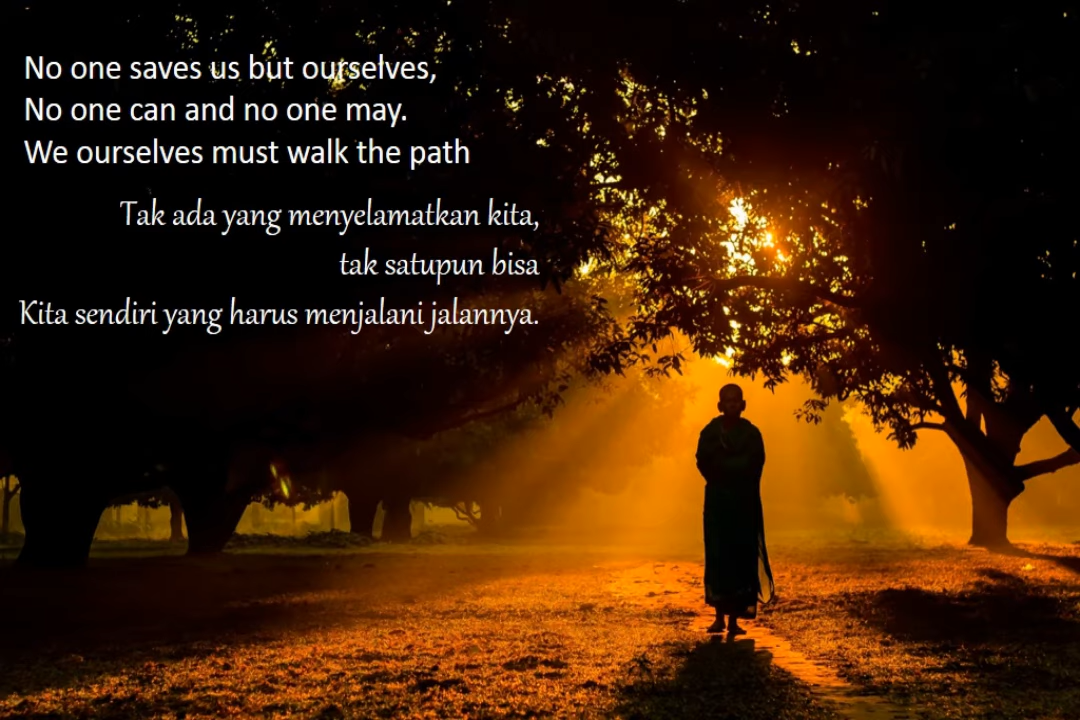 No one saves us but ourselves,
No one can and no one may.
We ourselves must walk the path
Tak ada yang menyelamatkan kita,
tak satupun bisa
Kita sendiri yang harus menjalani jalannya.